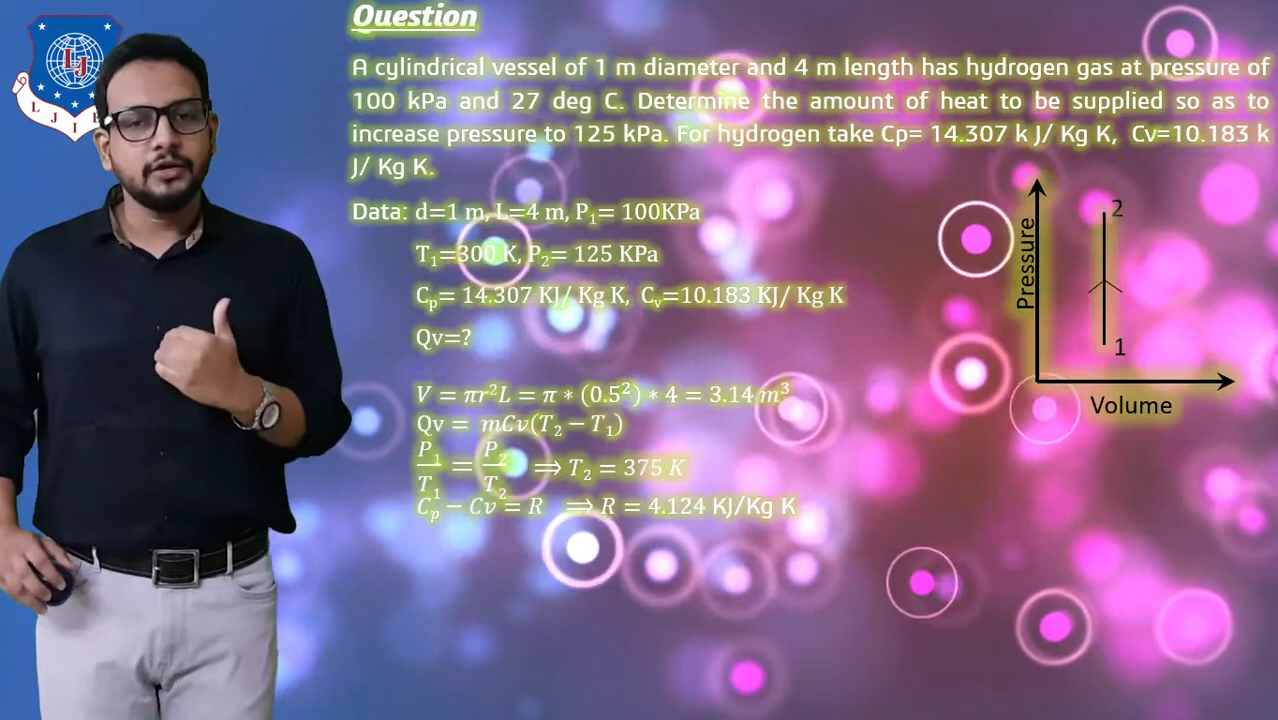 LJ
L J I E
Question
A cylindrical vessel of 1 m diameter and 4 m length has hydrogen gas at pressure of
100 kPa and 27 deg C. Determine the amount of heat to be supplied so as to
increase pressure to 125 kPa. For hydrogen take Cp= 14.307 k J/ Kg K, Cv=10.183 k
J/ Kg K.
Data: d=1 m, L=4 m, P₁= 100KPa
T₁=300 K, P₂= 125 KPa
Cₚ= 14.307 KJ/ Kg K, Cᵥ=10.183 KJ/ Kg K
Qv=?
V = πr²L = π ∗ (0.5²) ∗ 4 = 3.14 m³
Qv = mCv(T₂ − T₁)
P₁/T₁ = P₂/T₂ ⟹ T₂ = 375 K
Cₚ − Cv = R ⟹ R = 4.124 KJ/Kg K
Pressure
2
1
Volume